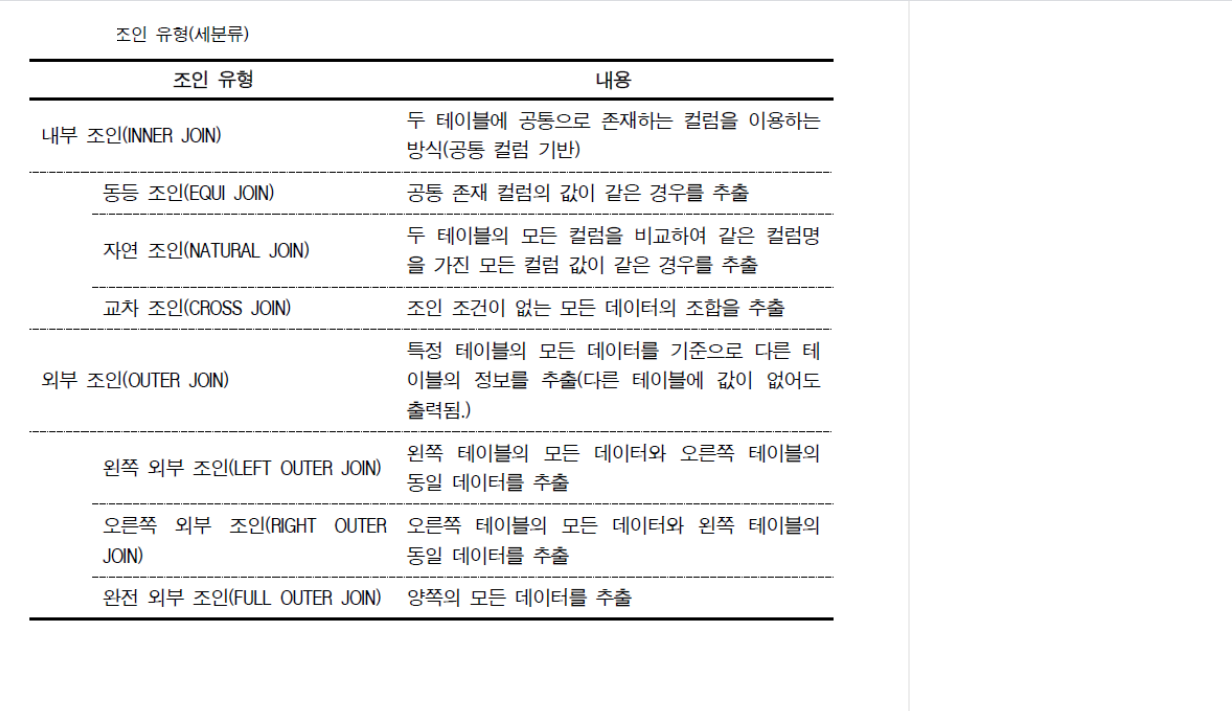 조인 유형(세분류)
조인 유형 내용
내부 조인(INNER JOIN)
두 테이블에 공통으로 존재하는 컬럼을 이용하는
방식(공통 컬럼 기반)
동등 조인(EQUI JOIN)
공통 존재 컬럼의 값이 같은 경우를 추출
자연 조인(NATURAL JOIN)
두 테이블의 모든 컬럼을 비교하여 같은 컬럼명
을 가진 모든 컬럼 값이 같은 경우를 추출
교차 조인(CROSS JOIN)
조인 조건이 없는 모든 데이터의 조합을 추출
외부 조인(OUTER JOIN)
특정 테이블의 모든 데이터를 기준으로 다른 테
이블의 정보를 추출(다른 테이블에 값이 없어도
출력됨.)
왼쪽 외부 조인(LEFT OUTER JOIN)
왼쪽 테이블의 모든 데이터와 오른쪽 테이블의
동일 데이터를 추출
오른쪽 외부 조인(RIGHT OUTER
JOIN)
오른쪽 테이블의 모든 데이터와 왼쪽 테이블의
동일 데이터를 추출
완전 외부 조인(FULL OUTER JOIN)
양쪽의 모든 데이터를 추출